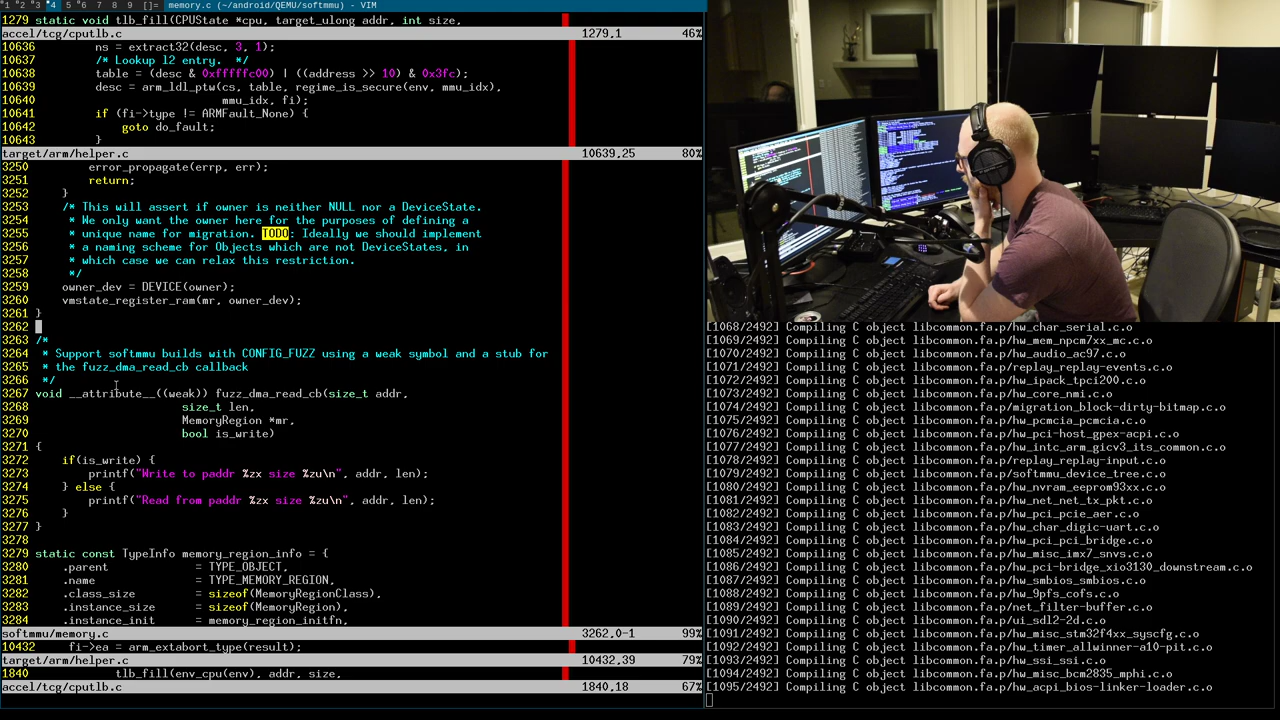 1 2 3 4 5 6 7 8 9 []= memory.c (~/android/QEMU/softmmu) - VIM
1279 static void tlb_fill(CPUState *cpu, target_ulong addr, int size,
accel/tcg/cputlb.c 1279,1 46%
10636 ns = extract32(desc, 3, 1);
10637 /* Lookup l2 entry. */
10638 table = (desc & 0xfffffc00) | ((address >> 10) & 0x3fc);
10639 desc = arm_ldl_ptw(cs, table, regime_is_secure(env, mmu_idx),
10640 mmu_idx, fi);
10641 if (fi->type != ARMFault_None) {
10642 goto do_fault;
10643 }
target/arm/helper.c 10639,25 80%
3250 error_propagate(errp, err);
3251 return;
3252 }
3253 /* This will assert if owner is neither NULL nor a DeviceState.
3254 * We only want the owner here for the purposes of defining a
3255 * unique name for migration. TODO: Ideally we should implement
3256 * a naming scheme for Objects which are not DeviceStates, in
3257 * which case we can relax this restriction.
3258 */
3259 owner_dev = DEVICE(owner);
3260 vmstate_register_ram(mr, owner_dev);
3261 }
3262
3263 /*
3264 * Support softmmu builds with CONFIG_FUZZ using a weak symbol and a stub for
3265 * the fuzz_dma_read_cb callback
3266 */
3267 void __attribute__((weak)) fuzz_dma_read_cb(size_t addr,
3268 size_t len,
3269 MemoryRegion *mr,
3270 bool is_write)
3271 {
3272 if(is_write) {
3273 printf("Write to paddr %zx size %zu\n", addr, len);
3274 } else {
3275 printf("Read from paddr %zx size %zu\n", addr, len);
3276 }
3277 }
3278
3279 static const TypeInfo memory_region_info = {
3280 .parent = TYPE_OBJECT,
3281 .name = TYPE_MEMORY_REGION,
3282 .class_size = sizeof(MemoryRegionClass),
3283 .instance_size = sizeof(MemoryRegion),
3284 .instance_init = memory_region_initfn,
softmmu/memory.c 3262,0-1 99%
10432 fi->ea = arm_extabort_type(result);
target/arm/helper.c 10432,39 79%
1840 tlb_fill(env_cpu(env), addr, size,
accel/tcg/cputlb.c 1840,18 67%
[1068/2492] Compiling C object libcommon.fa.p/hw_char_serial.c.o
[1069/2492] Compiling C object libcommon.fa.p/hw_mem_npcm7xx_mc.c.o
[1070/2492] Compiling C object libcommon.fa.p/hw_audio_ac97.c.o
[1071/2492] Compiling C object libcommon.fa.p/replay_replay-events.c.o
[1072/2492] Compiling C object libcommon.fa.p/hw_ipack_tpci200.c.o
[1073/2492] Compiling C object libcommon.fa.p/hw_core_nmi.c.o
[1074/2492] Compiling C object libcommon.fa.p/migration_block-dirty-bitmap.c.o
[1075/2492] Compiling C object libcommon.fa.p/hw_pcmcia_pcmcia.c.o
[1076/2492] Compiling C object libcommon.fa.p/hw_pci-host_gpex-acpi.c.o
[1077/2492] Compiling C object libcommon.fa.p/hw_intc_arm_gicv3_its_common.c.o
[1078/2492] Compiling C object libcommon.fa.p/replay_replay-input.c.o
[1079/2492] Compiling C object libcommon.fa.p/softmmu_device_tree.c.o
[1080/2492] Compiling C object libcommon.fa.p/hw_nvram_eeprom93xx.c.o
[1081/2492] Compiling C object libcommon.fa.p/hw_net_net_tx_pkt.c.o
[1082/2492] Compiling C object libcommon.fa.p/hw_pci_pcie_aer.c.o
[1083/2492] Compiling C object libcommon.fa.p/hw_char_digic-uart.c.o
[1084/2492] Compiling C object libcommon.fa.p/hw_pci_pci_bridge.c.o
[1085/2492] Compiling C object libcommon.fa.p/hw_misc_imx7_snvs.c.o
[1086/2492] Compiling C object libcommon.fa.p/hw_pci-bridge_xio3130_downstream.c.o
[1087/2492] Compiling C object libcommon.fa.p/hw_smbios_smbios.c.o
[1088/2492] Compiling C object libcommon.fa.p/hw_9pfs_cofs.c.o
[1089/2492] Compiling C object libcommon.fa.p/net_filter-buffer.c.o
[1090/2492] Compiling C object libcommon.fa.p/ui_sdl2-2d.c.o
[1091/2492] Compiling C object libcommon.fa.p/hw_misc_stm32f4xx_syscfg.c.o
[1092/2492] Compiling C object libcommon.fa.p/hw_timer_allwinner-a10-pit.c.o
[1093/2492] Compiling C object libcommon.fa.p/hw_ssi_ssi.c.o
[1094/2492] Compiling C object libcommon.fa.p/hw_misc_bcm2835_mphi.c.o
[1095/2492] Compiling C object libcommon.fa.p/hw_acpi_bios-linker-loader.c.o